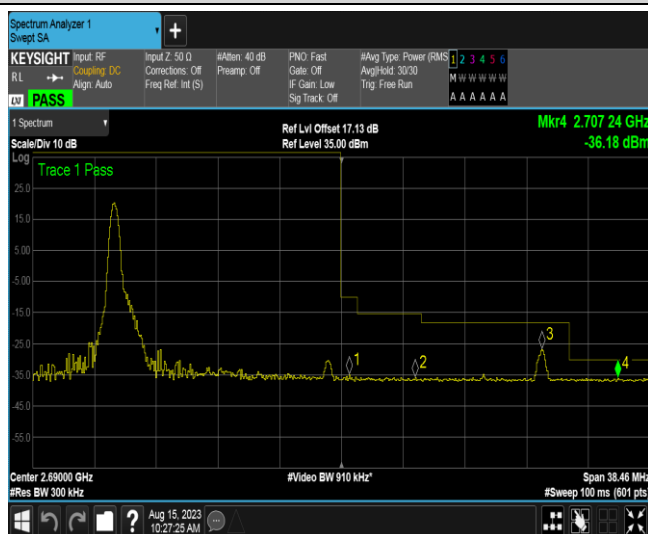 Spectrum Analyzer 1
Swept SA
+
KEYSIGHT Input: RF Input Z: 50 Ω #Atten: 40 dB PNO: Fast #Avg Type: Power (RMS 1 2 3 4 5 6
RL Coupling: DC Corrections: Off Preamp: Off Gate: Off Avg|Hold: 30/30 M W W W W W
Align: Auto Freq Ref: Int (S) IF Gain: Low Trig: Free Run
LXI PASS Sig Track: Off A A A A A A
1 Spectrum Ref Lvl Offset 17.13 dB Mkr4 2.707 24 GHz
Scale/Div 10 dB Ref Level 35.00 dBm -36.18 dBm
Log
Trace 1 Pass
25.0
15.0
5.00
-5.00
-15.0
-25.0
3
1 2 4
-35.0
-45.0
-55.0
Center 2.69000 GHz #Video BW 910 kHz* Span 38.46 MHz
#Res BW 300 kHz #Sweep 100 ms (601 pts)
? Aug 15, 2023
10:27:25 AM